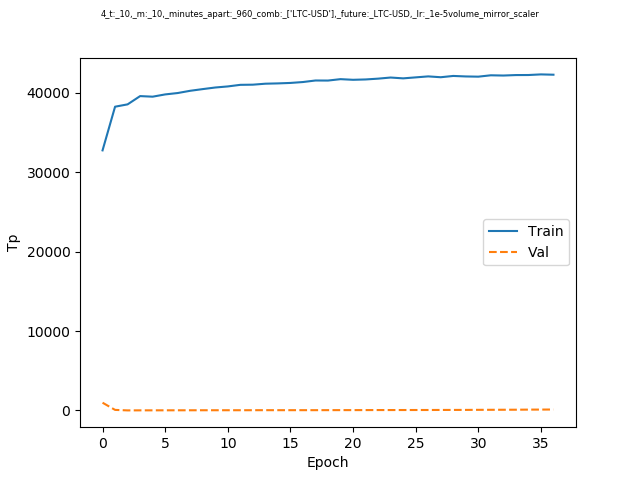 4_t:_10,_m:_10,_minutes_apart:_960_comb:_['LTC-USD'],_future:_LTC-USD,_lr:_1e-5volume_mirror_scaler
40000
30000
20000
10000
0
Tp
Train
Val
0 5 10 15 20 25 30 35
Epoch